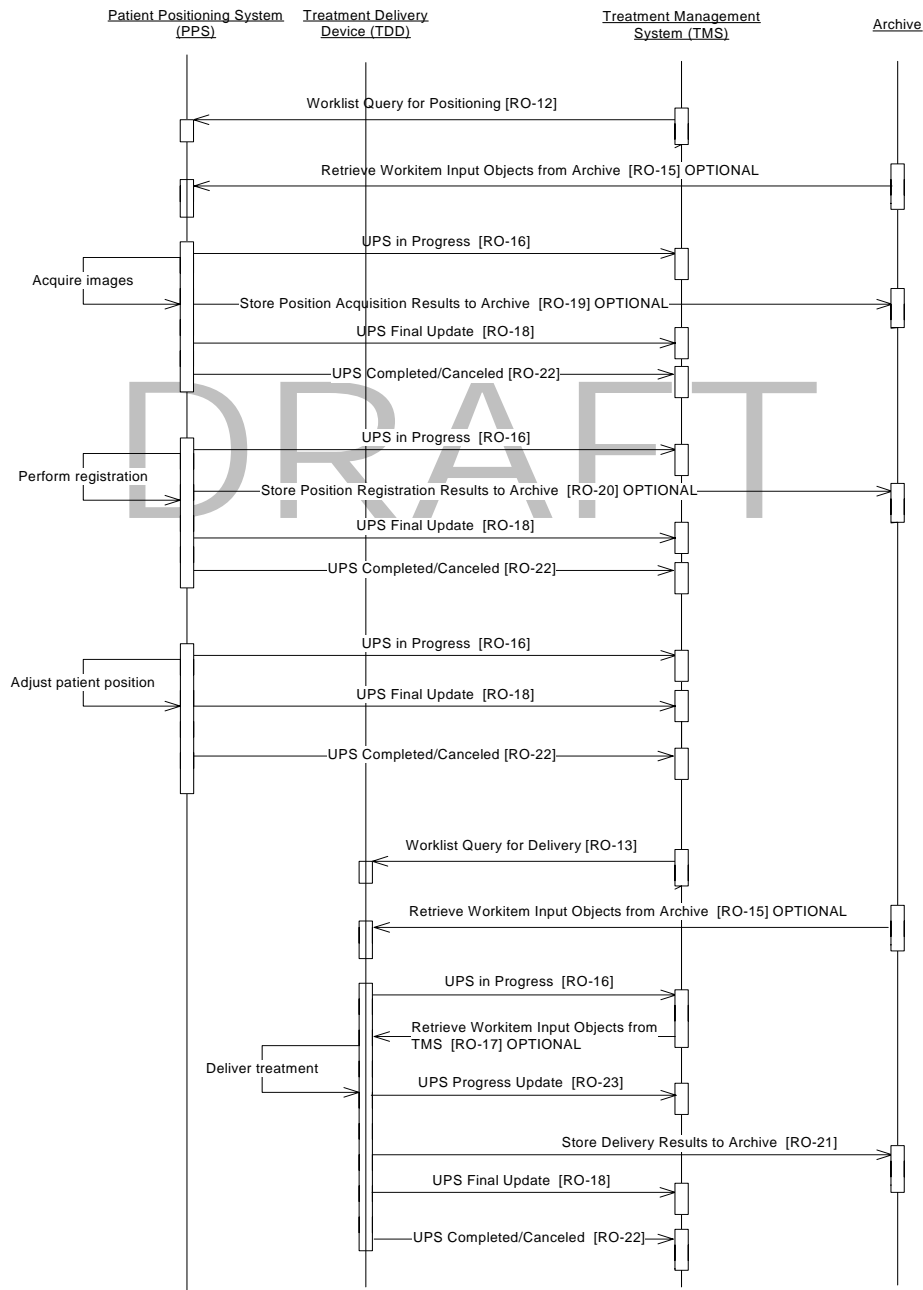 Patient Positioning System
(PPS)
Treatment Delivery
Device (TDD)
Treatment Management
System (TMS)
Archive
Worklist Query for Positioning [RO-12]
Retrieve Workitem Input Objects from Archive [RO-15] OPTIONAL
UPS in Progress [RO-16]
Acquire images
Store Position Acquisition Results to Archive [RO-19] OPTIONAL
UPS Final Update [RO-18]
UPS Completed/Canceled [RO-22]
DRAFT
UPS in Progress [RO-16]
Perform registration
Store Position Registration Results to Archive [RO-20] OPTIONAL
UPS Final Update [RO-18]
UPS Completed/Canceled [RO-22]
UPS in Progress [RO-16]
Adjust patient position
UPS Final Update [RO-18]
UPS Completed/Canceled [RO-22]
Worklist Query for Delivery [RO-13]
Retrieve Workitem Input Objects from Archive [RO-15] OPTIONAL
UPS in Progress [RO-16]
Retrieve Workitem Input Objects from
TMS [RO-17] OPTIONAL
Deliver treatment
UPS Progress Update [RO-23]
Store Delivery Results to Archive [RO-21]
UPS Final Update [RO-18]
UPS Completed/Canceled [RO-22]